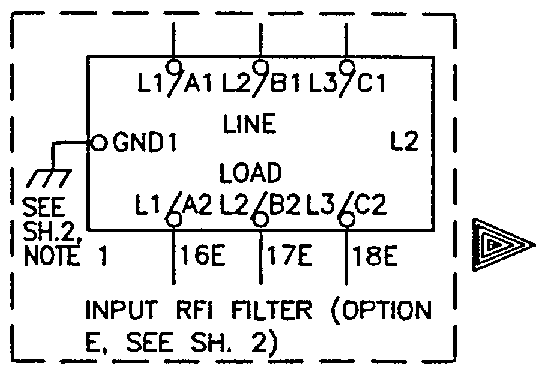 L1/A1 L2/B1 L3/C1
LINE
GND1
L2
LOAD
L1/A2 L2/B2 L3/C2
SEE
SH.2,
NOTE 1
16E 17E 18E
INPUT RFI FILTER (OPTION
E, SEE SH. 2)